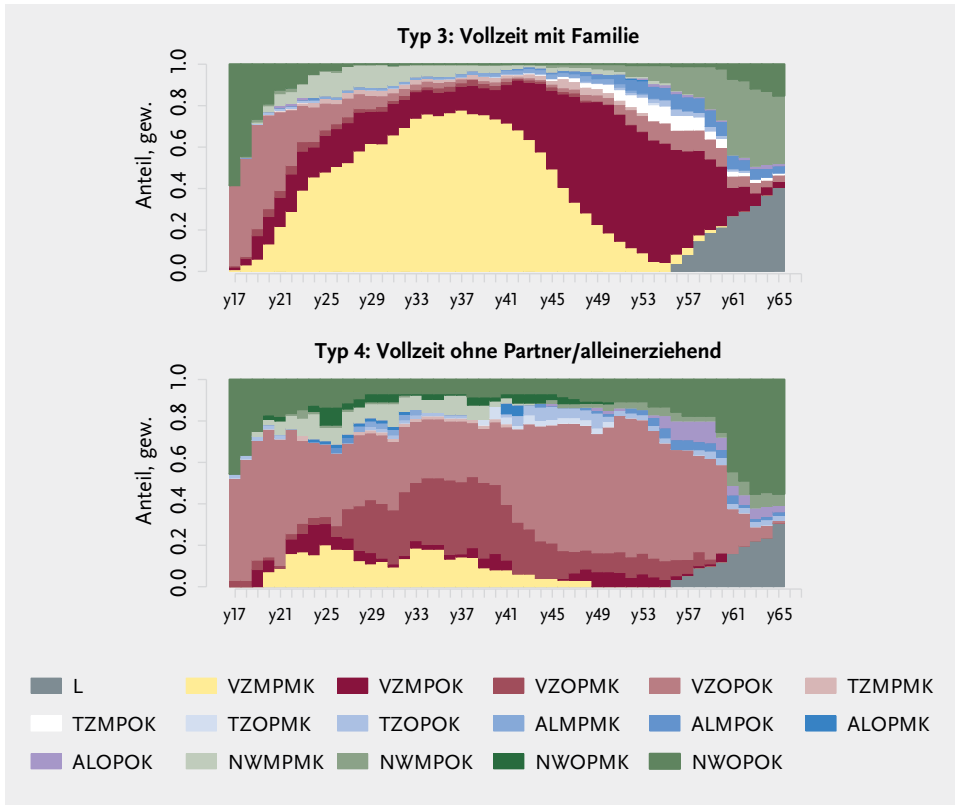 Typ 3: Vollzeit mit Familie
Anteil, gew.
1.0
0.8
0.6
0.4
0.2
0.0
y17 y21 y25 y29 y33 y37 y41 y45 y49 y53 y57 y61 y65
Typ 4: Vollzeit ohne Partner/alleinerziehend
Anteil, gew.
1.0
0.8
0.6
0.4
0.2
0.0
y17 y21 y25 y29 y33 y37 y41 y45 y49 y53 y57 y61 y65
L VZMPMK VZMPOK VZOPMK VZOPOK TZMPMK
TZMPOK TZOPMK TZOPOK ALMPMK ALMPOK ALOPMK
ALOPOK NWMPMK NWMPOK NWOPMK NWOPOK